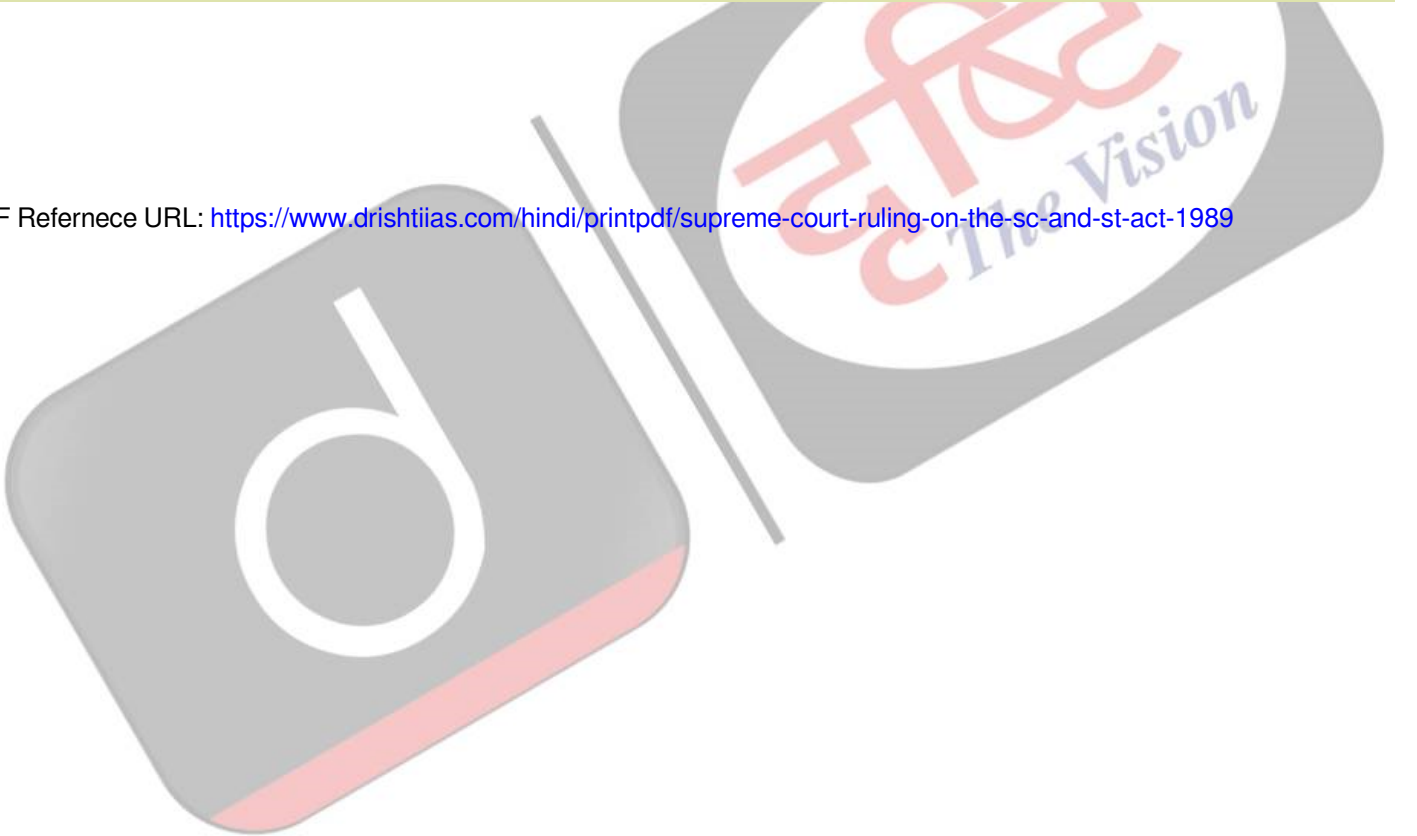 दृष्टि
The Vision
F Refernece URL: https://www.drishtiias.com/hindi/printpdf/supreme-court-ruling-on-the-sc-and-st-act-1989
d